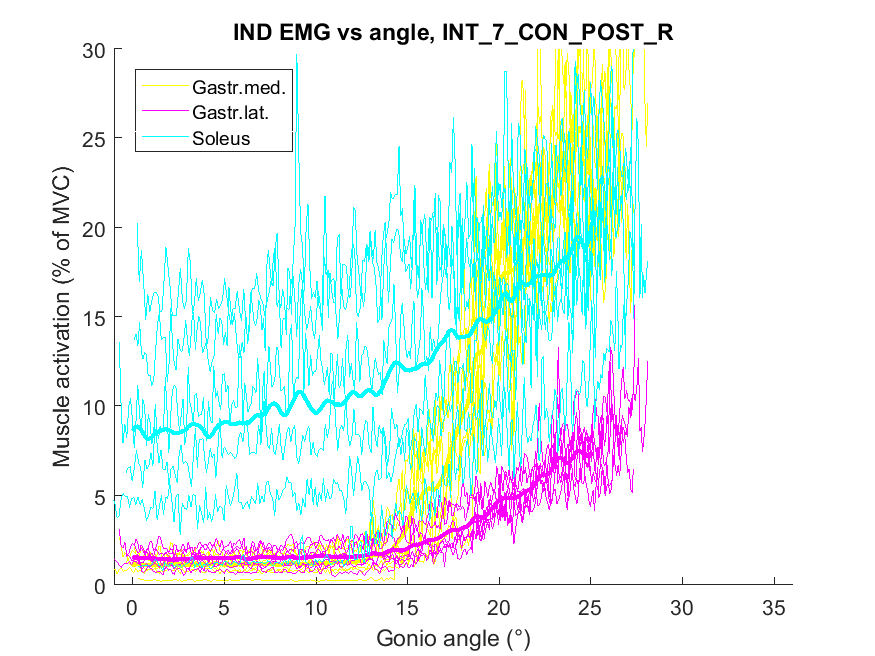 IND EMG vs angle, INT_7_CON_POST_R
Muscle activation (% of MVC)
30
25
20
15
10
5
0
Gastr.med.
Gastr.lat.
Soleus
0 5 10 15 20 25 30 35
Gonio angle (°)